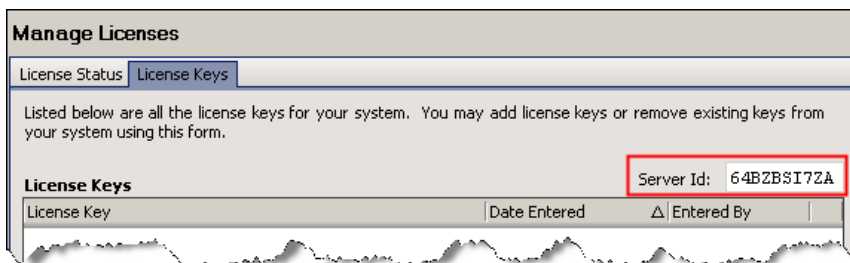 Manage Licenses
License Status License Keys
Listed below are all the license keys for your system. You may add license keys or remove existing keys from
your system using this form.
Server Id: 64BZBSI7ZA
License Keys
License Key Date Entered Entered By